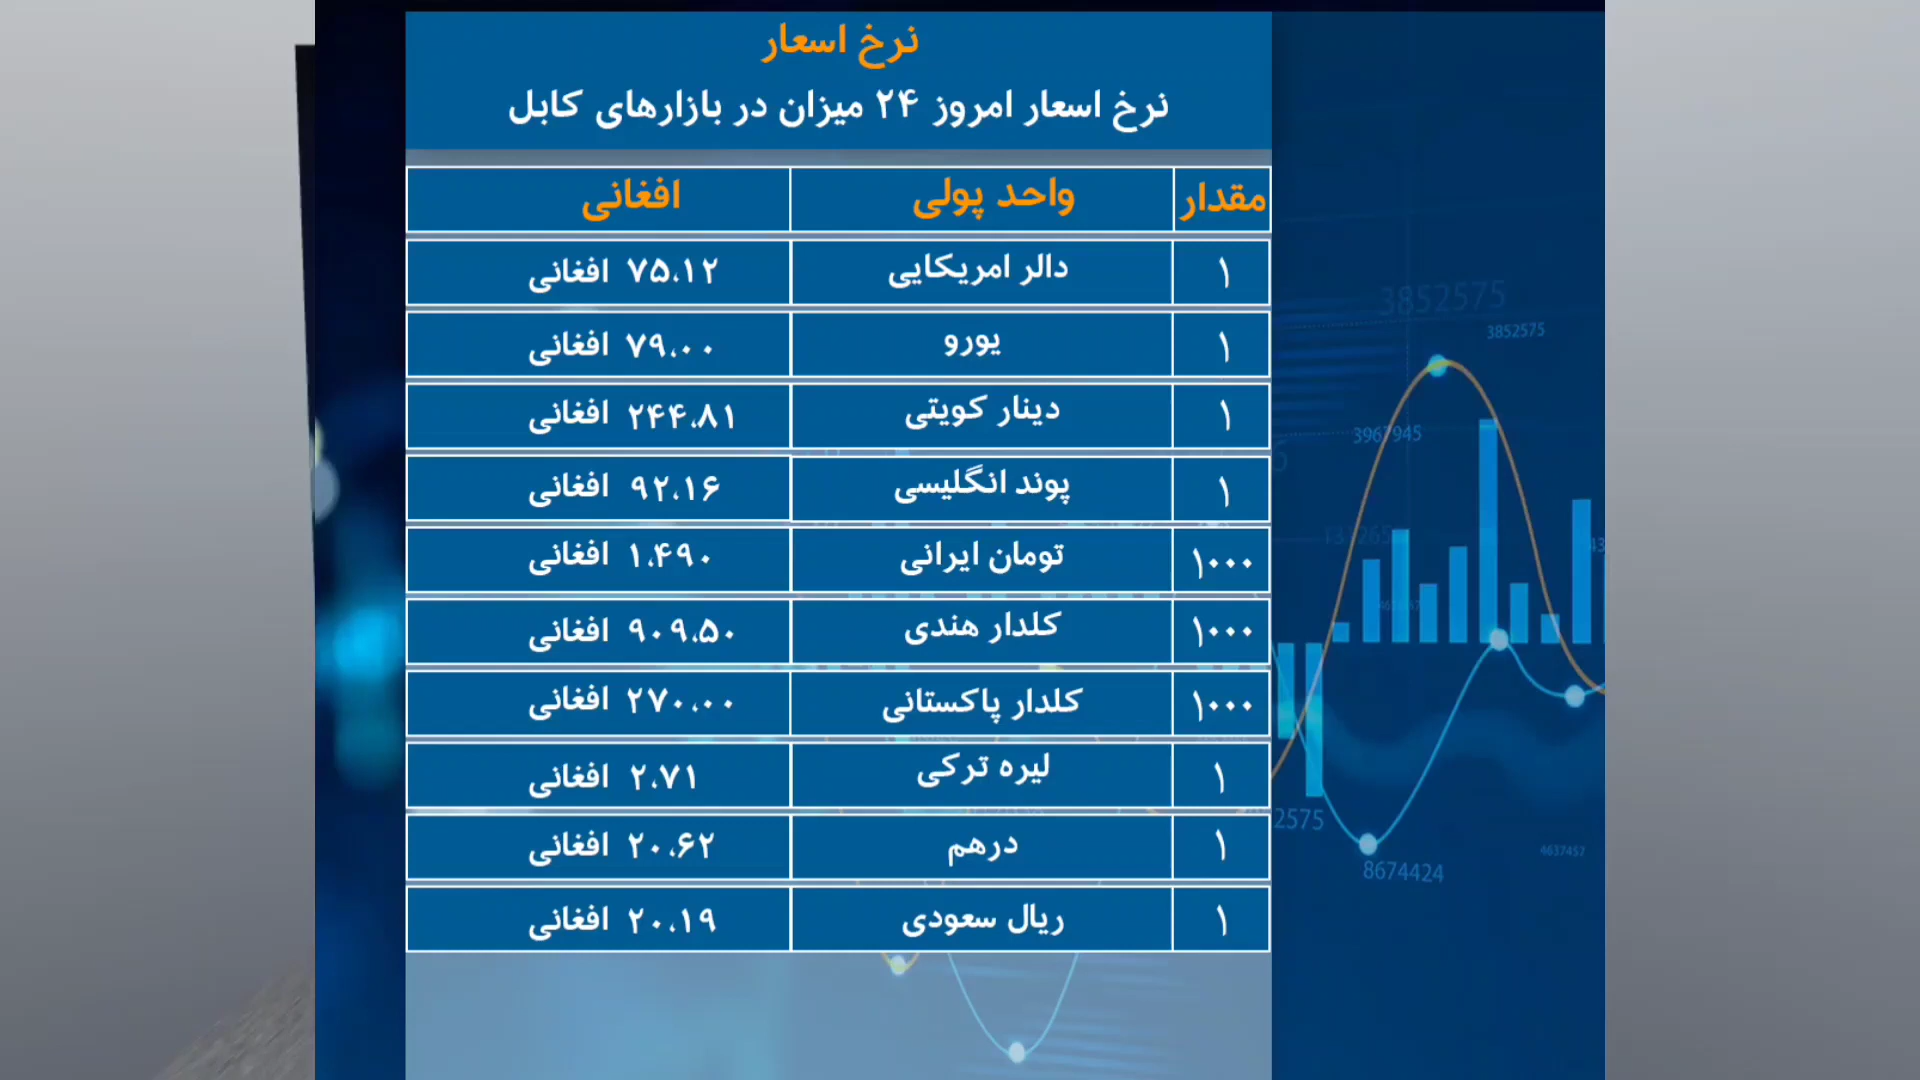 نرخ اسعار
نرخ اسعار امروز ۲۴ میزان در بازارهای کابل
مقدار واحد پولی افغانی
۱ دالر امریکایی ۷۵،۱۲ افغانی
۱ یورو ۷۹،۰۰ افغانی
۱ دینار کویتی ۲۴۴،۸۱ افغانی
۱ پوند انگلیسی ۹۲،۱۶ افغانی
۱۰۰۰ تومان ایرانی ۱،۴۹۰ افغانی
۱۰۰۰ کلدار هندی ۹۰۹،۵۰ افغانی
۱۰۰۰ کلدار پاکستانی ۲۷۰،۰۰ افغانی
۱ لیره ترکی ۲،۷۱ افغانی
۱ درهم ۲۰،۶۲ افغانی
۱ ریال سعودی ۲۰،۱۹ افغانی
3852575
3852575
3967945
2575
8674424
4637457